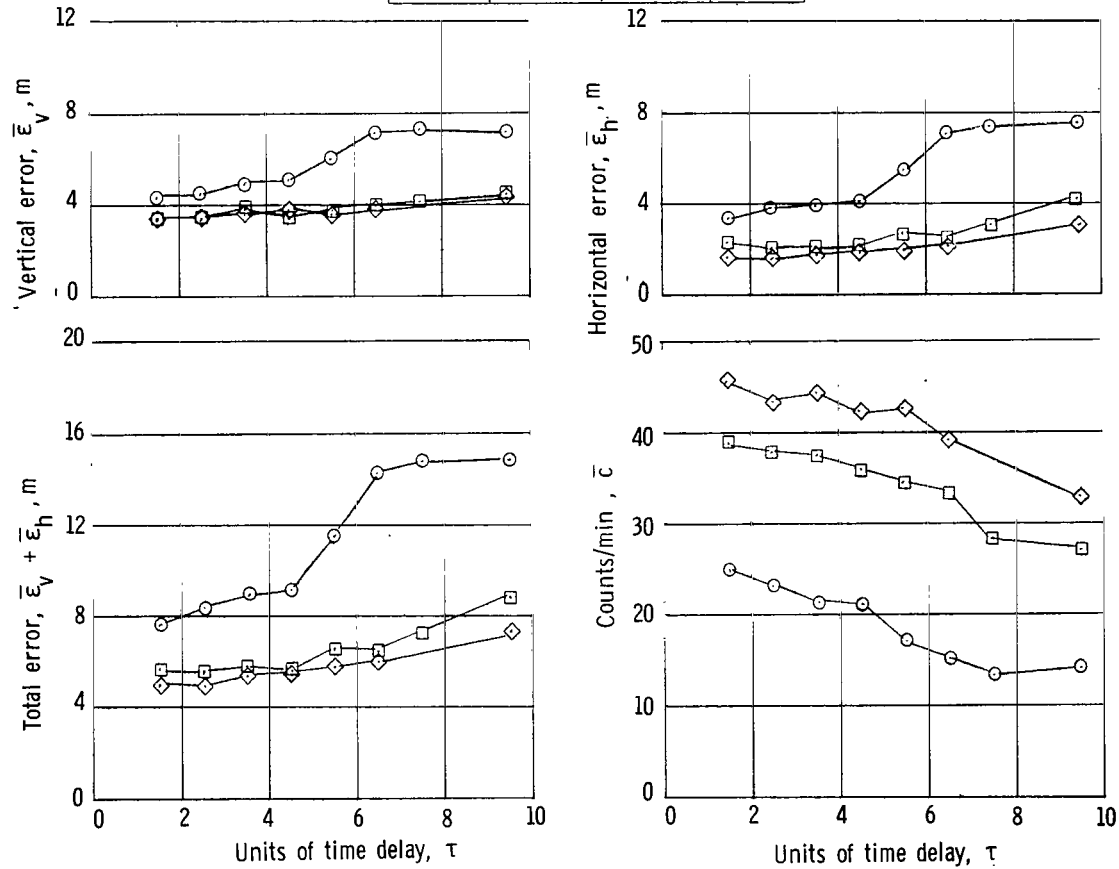 12
8
4
0
Vertical error, ε̄v, m
12
8
4
0
Horizontal error, ε̄h, m
20
16
12
8
4
0
Total error, ε̄v + ε̄h, m
0 2 4 6 8 10
Units of time delay, τ
50
40
30
20
10
0
Counts/min, c̄
0 2 4 6 8 10
Units of time delay, τ